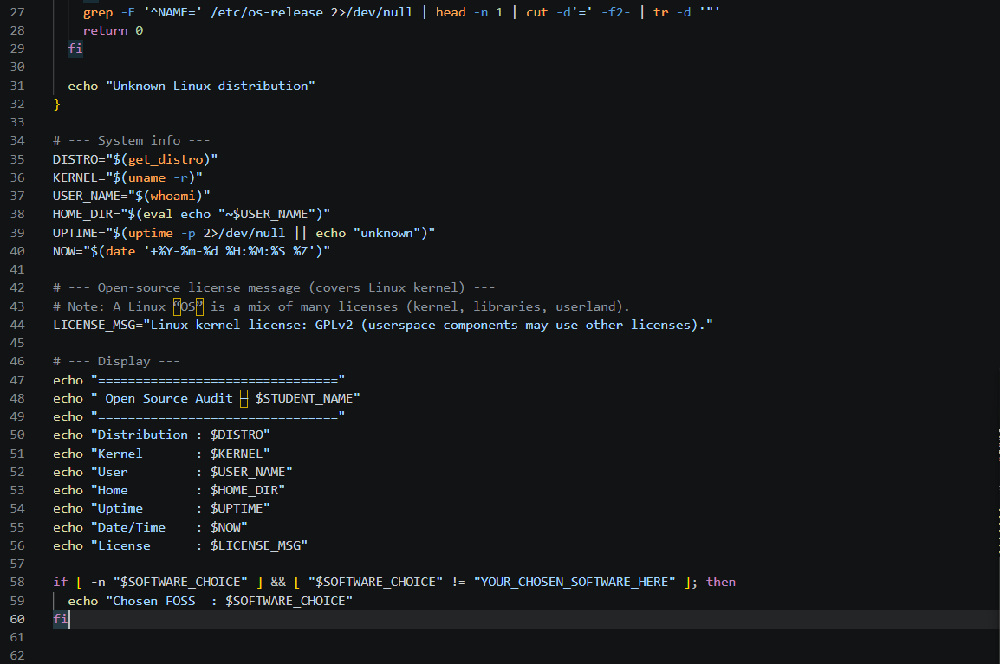 27 grep -E '^NAME=' /etc/os-release 2>/dev/null | head -n 1 | cut -d'=' -f2- | tr -d '"'
28 return 0
29 fi
30
31 echo "Unknown Linux distribution"
32 }
33
34 # --- System info ---
35 DISTRO="$(get_distro)"
36 KERNEL="$(uname -r)"
37 USER_NAME="$(whoami)"
38 HOME_DIR="$(eval echo "~$USER_NAME")"
39 UPTIME="$(uptime -p 2>/dev/null || echo "unknown")"
40 NOW="$(date '+%Y-%m-%d %H:%M:%S %Z')"
41
42 # --- Open-source license message (covers Linux kernel) ---
43 # Note: A Linux “OS” is a mix of many licenses (kernel, libraries, userland).
44 LICENSE_MSG="Linux kernel license: GPLv2 (userspace components may use other licenses)."
45
46 # --- Display ---
47 echo "================================"
48 echo " Open Source Audit – $STUDENT_NAME"
49 echo "================================"
50 echo "Distribution : $DISTRO"
51 echo "Kernel       : $KERNEL"
52 echo "User         : $USER_NAME"
53 echo "Home         : $HOME_DIR"
54 echo "Uptime       : $UPTIME"
55 echo "Date/Time    : $NOW"
56 echo "License      : $LICENSE_MSG"
57
58 if [ -n "$SOFTWARE_CHOICE" ] && [ "$SOFTWARE_CHOICE" != "YOUR_CHOSEN_SOFTWARE_HERE" ]; then
59 echo "Chosen FOSS  : $SOFTWARE_CHOICE"
60 fi
61
62